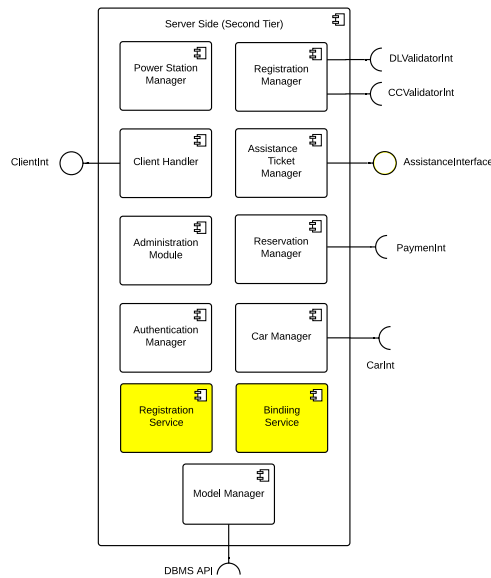 Server Side (Second Tier)
Power Station
Manager
Registration
Manager
DLValidatorInt
CCValidatorInt
ClientInt
Client Handler
Assistance
Ticket
Manager
AssistanceInterface
Administration
Module
Reservation
Manager
PaymenInt
Authentication
Manager
Car Manager
CarInt
Registration
Service
Bindiing
Service
Model Manager
DBMS API